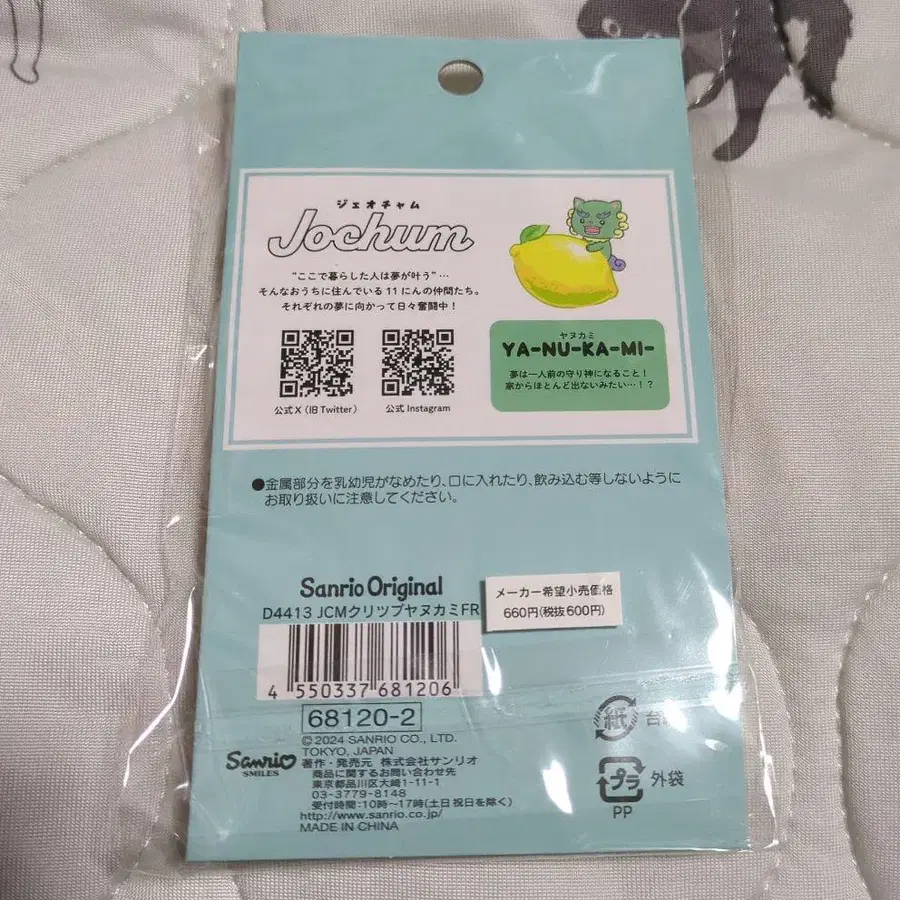 ジェオチャム
Jochum
“ここで暮らした人は夢が叶う”…
そんなおうちに住んでいる11にんの仲間たち。
それぞれの夢に向かって日々奮闘中！
公式X（旧Twitter）
公式Instagram
ヤヌカミ
YA-NU-KA-MI-
夢は一人前の守り神になること！
家からほとんど出ないみたい…！？
●金属部分を乳幼児がなめたり、口に入れたり、飲み込む等しないように
お取り扱いに注意してください。
Sanrio Original
D4413 JCMクリツプヤヌカミFR
メーカー希望小売価格
660円(税抜600円)
4 550337 681206
68120-2
© 2024 SANRIO CO., LTD.
TOKYO, JAPAN
Sanrio
SMILES
著作・発売元 株式会社サンリオ
商品に関するお問い合わせ先
東京都品川区大崎1-11-1
03-3779-8148
受付時間：10時〜17時(土日祝日を除く)
http://www.sanrio.co.jp/
MADE IN CHINA
紙
プラ 外袋
PP